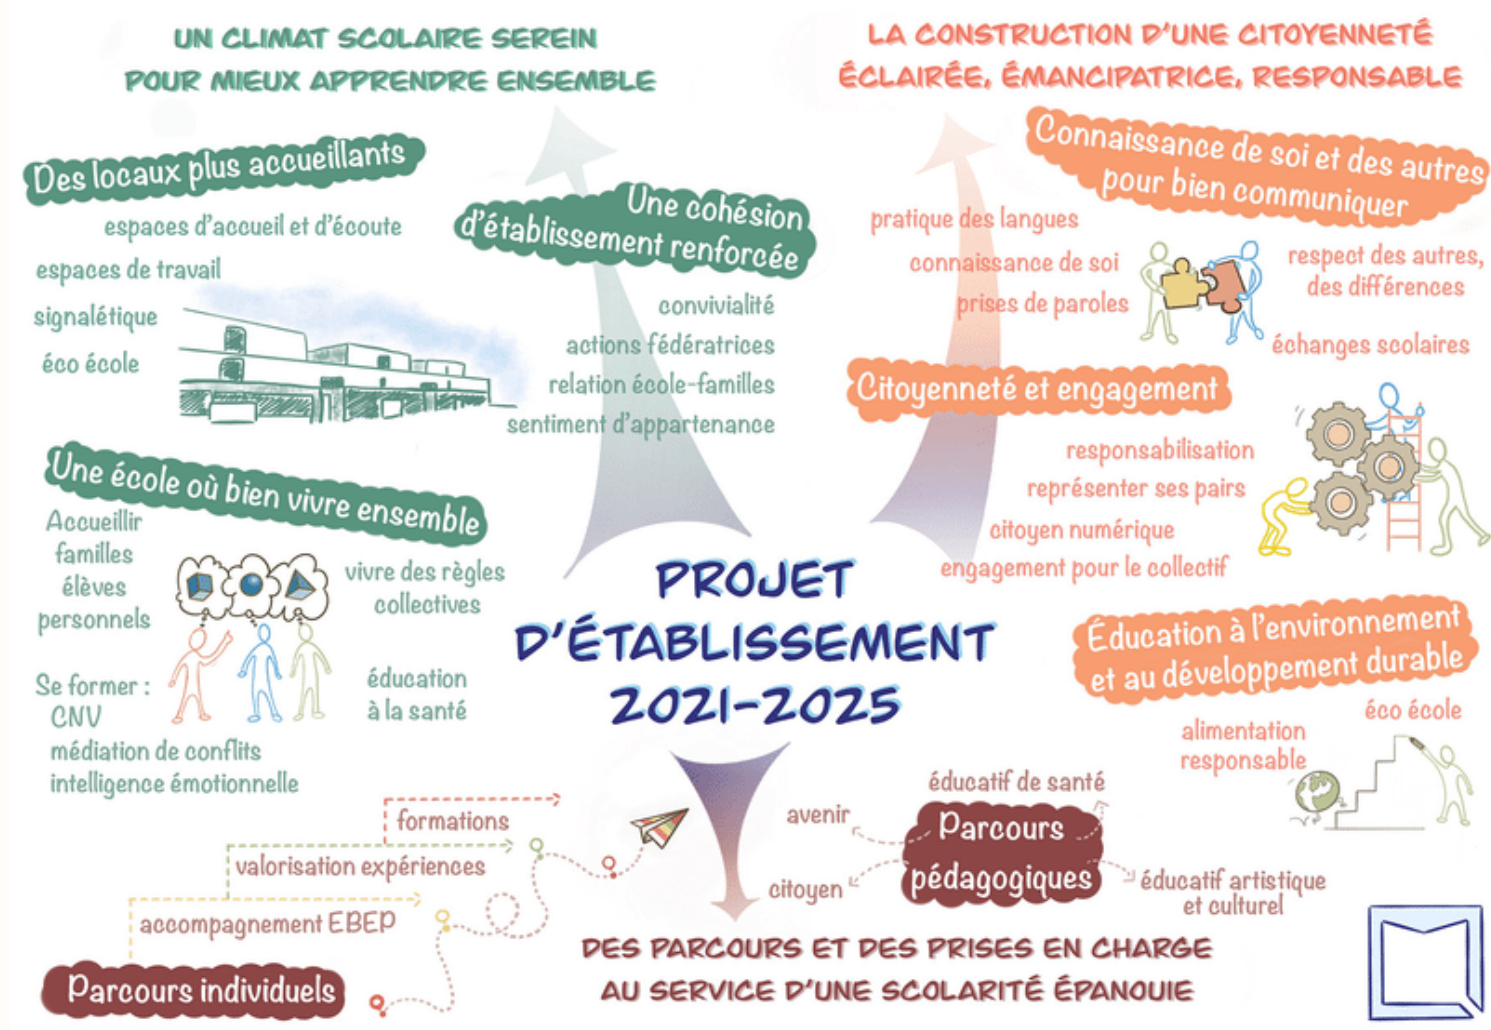 UN CLIMAT SCOLAIRE SEREIN
POUR MIEUX APPRENDRE ENSEMBLE
Des locaux plus accueillants
espaces d'accueil et d'écoute
espaces de travail
signalétique
éco école
Une cohésion
d'établissement renforcée
convivialité
actions fédératrices
relation école-familles
sentiment d'appartenance
Une école où bien vivre ensemble
Accueillir
familles
élèves
personnels
vivre des règles
collectives
Se former :
CNV
médiation de conflits
intelligence émotionnelle
éducation
à la santé
LA CONSTRUCTION D'UNE CITOYENNETÉ
ÉCLAIRÉE, ÉMANCIPATRICE, RESPONSABLE
Connaissance de soi et des autres
pour bien communiquer
pratique des langues
connaissance de soi
prises de paroles
respect des autres,
des différences
échanges scolaires
Citoyenneté et engagement
responsabilisation
représenter ses pairs
citoyen numérique
engagement pour le collectif
Éducation à l'environnement
et au développement durable
éco école
alimentation
responsable
PROJET
D'ÉTABLISSEMENT
2021-2025
formations
valorisation expériences
accompagnement EBEP
Parcours individuels
éducatif de santé
avenir
Parcours
pédagogiques
citoyen
éducatif artistique
et culturel
DES PARCOURS ET DES PRISES EN CHARGE
AU SERVICE D'UNE SCOLARITÉ ÉPANOUIE